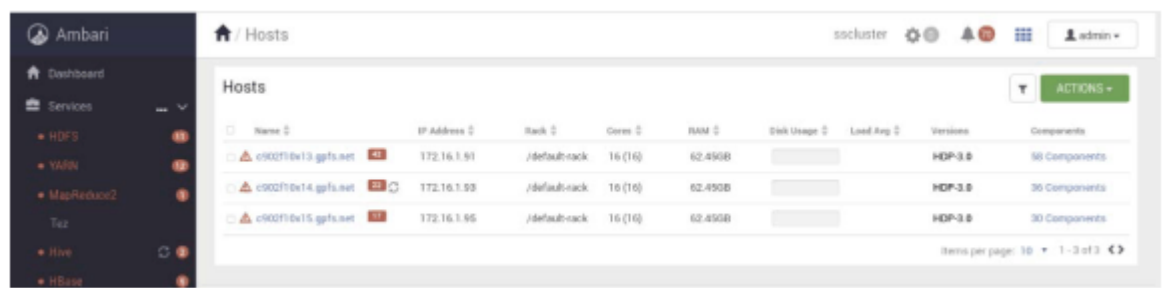 Ambari
/ Hosts
sscluster
admin
Dashboard
Services
...
HDFS
YARN
MapReduce2
Tez
Hive
HBase
Hosts
ACTIONS
Name IP Address Rack Cores RAM Disk Usage Load Avg Versions Components
c902f10x13.gpfs.net 172.16.1.91 /default-rack 16 (16) 62.45GB HDP-3.0 58 Components
c902f10x14.gpfs.net 172.16.1.93 /default-rack 16 (16) 62.45GB HDP-3.0 36 Components
c902f10x15.gpfs.net 17 172.16.1.95 /default-rack 16 (16) 62.45GB HDP-3.0 30 Components
Items per page: 10 1 - 3 of 3